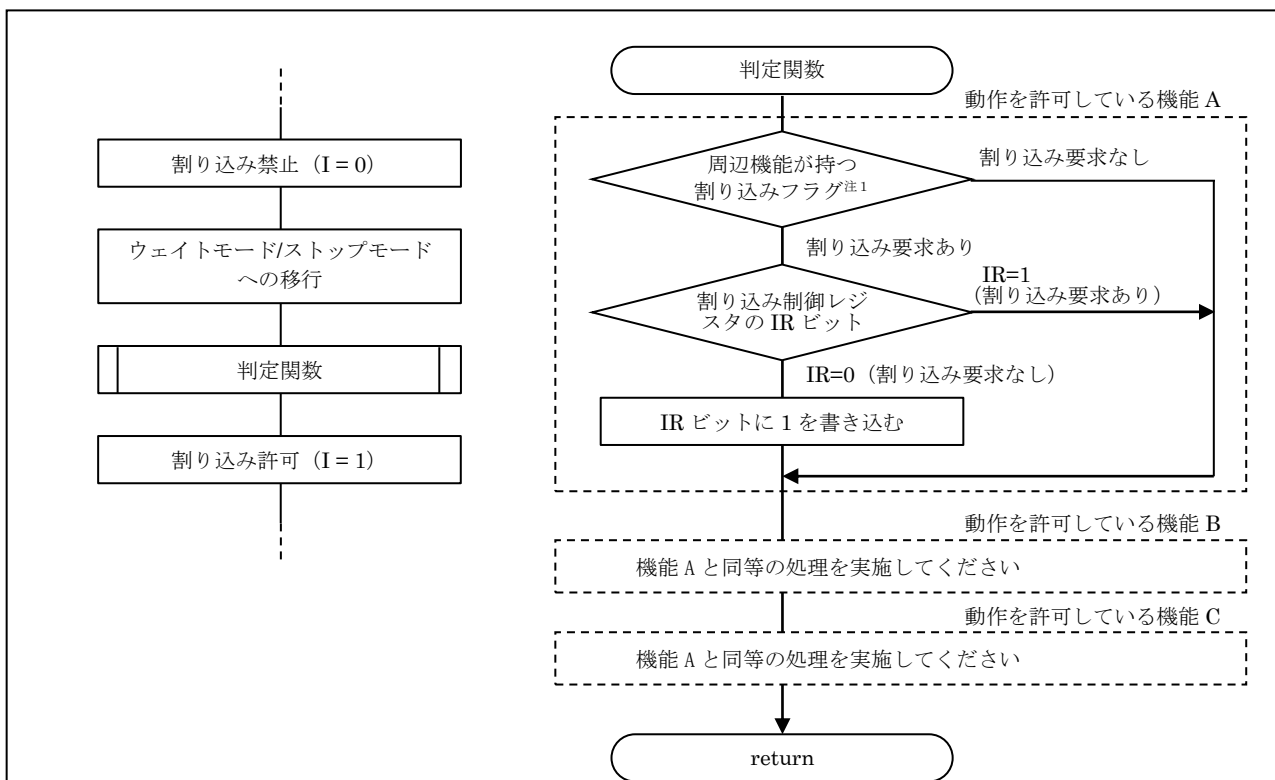 割り込み禁止（I = 0）
ウェイトモード/ストップモード
への移行
判定関数
割り込み許可（I = 1）
判定関数
動作を許可している機能 A
周辺機能が持つ
割り込みフラグ注1
割り込み要求なし
割り込み要求あり
割り込み制御レジ
スタの IR ビット
IR=1
（割り込み要求あり）
IR=0（割り込み要求なし）
IR ビットに 1 を書き込む
動作を許可している機能 B
機能 A と同等の処理を実施してください
動作を許可している機能 C
機能 A と同等の処理を実施してください
return